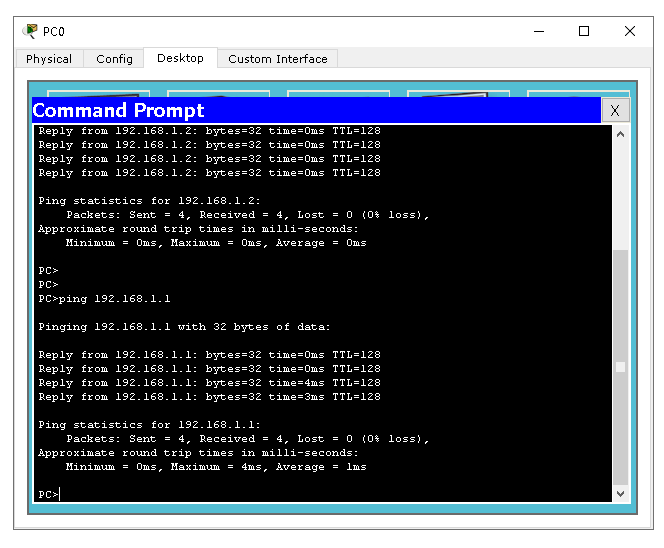 PC0
Physical Config Desktop Custom Interface
Command Prompt
X
Reply from 192.168.1.2: bytes=32 time=0ms TTL=128
Reply from 192.168.1.2: bytes=32 time=0ms TTL=128
Reply from 192.168.1.2: bytes=32 time=0ms TTL=128
Reply from 192.168.1.2: bytes=32 time=0ms TTL=128
Ping statistics for 192.168.1.2:
Packets: Sent = 4, Received = 4, Lost = 0 (0% loss),
Approximate round trip times in milli-seconds:
Minimum = 0ms, Maximum = 0ms, Average = 0ms
PC>
PC>
PC>ping 192.168.1.1
Pinging 192.168.1.1 with 32 bytes of data:
Reply from 192.168.1.1: bytes=32 time=0ms TTL=128
Reply from 192.168.1.1: bytes=32 time=0ms TTL=128
Reply from 192.168.1.1: bytes=32 time=4ms TTL=128
Reply from 192.168.1.1: bytes=32 time=3ms TTL=128
Ping statistics for 192.168.1.1:
Packets: Sent = 4, Received = 4, Lost = 0 (0% loss),
Approximate round trip times in milli-seconds:
Minimum = 0ms, Maximum = 4ms, Average = 1ms
PC>